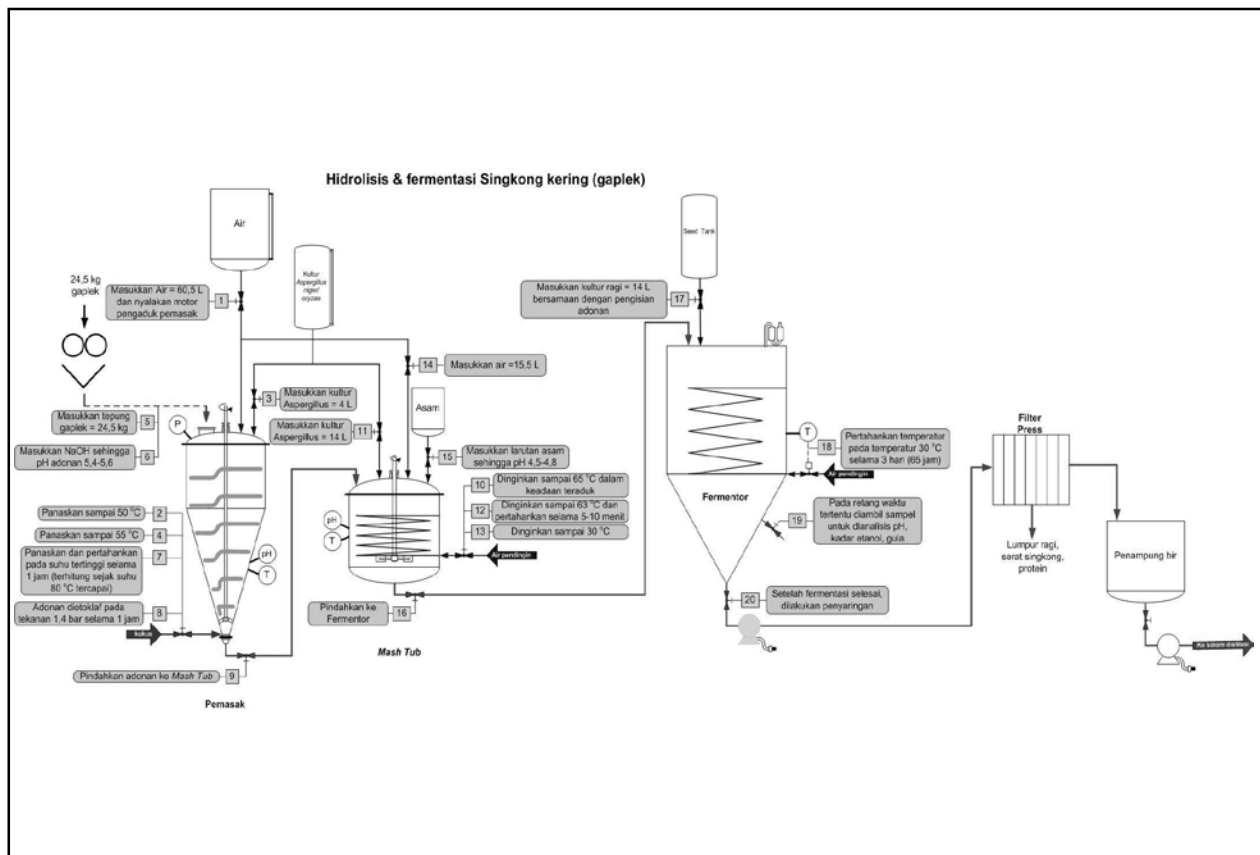 Hidrolisis & fermentasi Singkong kering (gaplek)
Air
24,5 kg
gaplek
Masukkan Air = 60,5 L
dan nyalakan motor
pengaduk pemasak
1
Kultur
Aspergillus
niger/
oryzae
Seed Tank
Masukkan kultur ragi = 14 L
bersamaan dengan pengisian
adonan
17
14
Masukkan air =15,5 L
3
Masukkan kultur
Aspergillus = 4 L
Masukkan kultur
Aspergillus = 14 L
11
Asam
Masukkan tepung
gaplek = 24,5 kg
5
P
Masukkan NaOH sehingga
pH adonan 5,4-5,6
6
15
Masukkan larutan asam
sehingga pH 4,5-4,8
10
Dinginkan sampai 65 °C dalam
keadaan teraduk
12
Dinginkan sampai 63 °C dan
pertahankan selama 5-10 menit
13
Dinginkan sampai 30 °C
Air pendingin
Panaskan sampai 50 °C
2
Panaskan sampai 55 °C
4
Panaskan dan pertahankan
pada suhu tertinggi selama
1 jam (terhitung sejak suhu
80 °C tercapai)
7
Adonan diotoklaf pada
tekanan 1,4 bar selama 1 jam
8
kukus
pH
T
pH
T
Pindahkan adonan ke Mash Tub
9
Pemasak
Pindahkan ke
Fermentor
16
Mash Tub
T
18
Pertahankan temperatur
pada temperatur 30 °C
selama 3 hari (65 jam)
Air pendingin
Fermentor
19
Pada retang waktu
tertentu diambil sampel
untuk dianalisis pH,
kadar etanol, gula
20
Setelah fermentasi selesai,
dilakukan penyaringan
Filter
Press
Lumpur ragi,
serat singkong,
protein
Penampung bir
Ke kolom distilasi